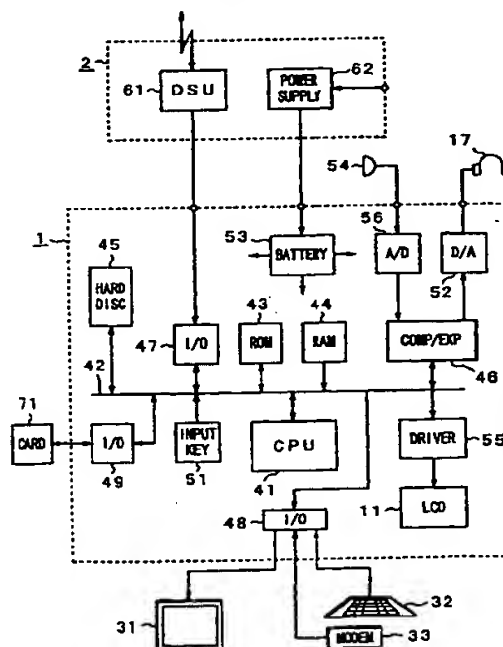 2
61
DSU
POWER
SUPPLY
62
54
17
1
45
HARD
DISC
53
BATTERY
56
A/D
D/A
52
47
I/O
43
ROM
44
RAM
COMP/EXP
46
42
71
CARD
I/O
49
INPUT
KEY
51
CPU
41
DRIVER
55
48
I/O
11
LCD
31
32
MODEM
33